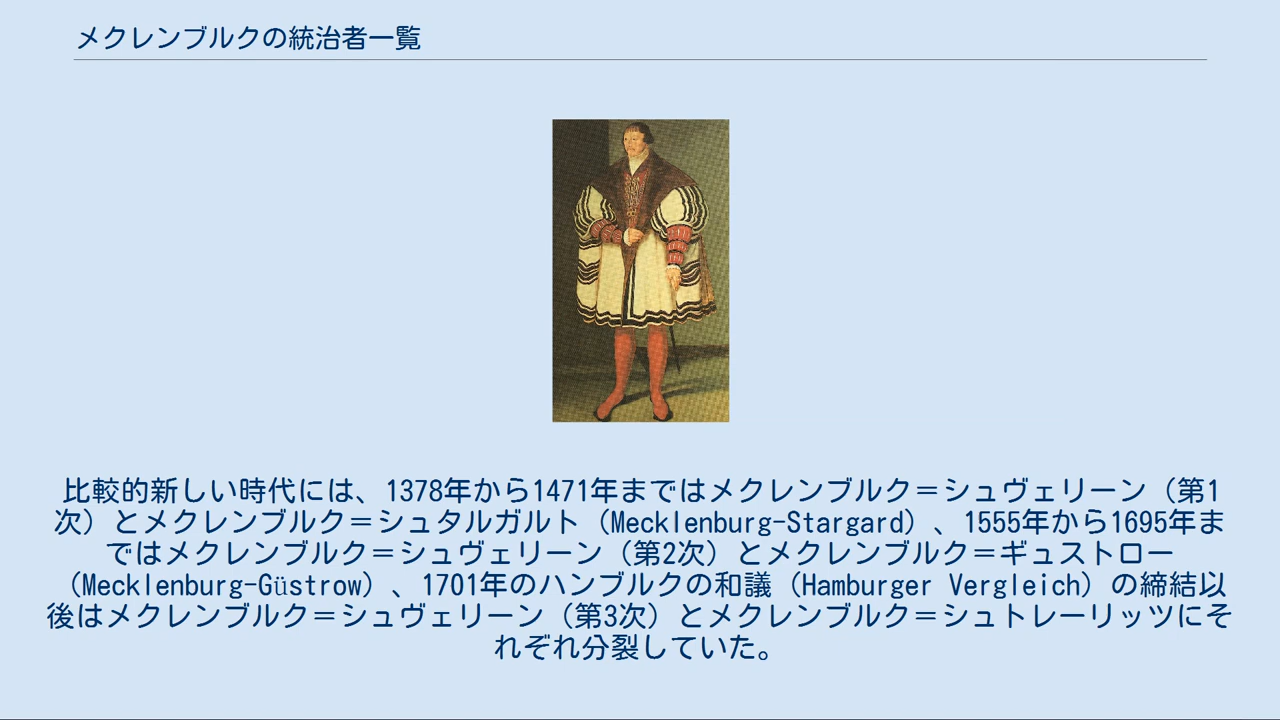 メクレンブルクの統治者一覧
比較的新しい時代には、1378年から1471年まではメクレンブルク＝シュヴェリーン（第1
次）とメクレンブルク＝シュタルガルト（Mecklenburg-Stargard）、1555年から1695年ま
ではメクレンブルク＝シュヴェリーン（第2次）とメクレンブルク＝ギュストロー
（Mecklenburg-Güstrow）、1701年のハンブルクの和議（Hamburger Vergleich）の締結以
後はメクレンブルク＝シュヴェリーン（第3次）とメクレンブルク＝シュトレーリッツにそ
れぞれ分裂していた。